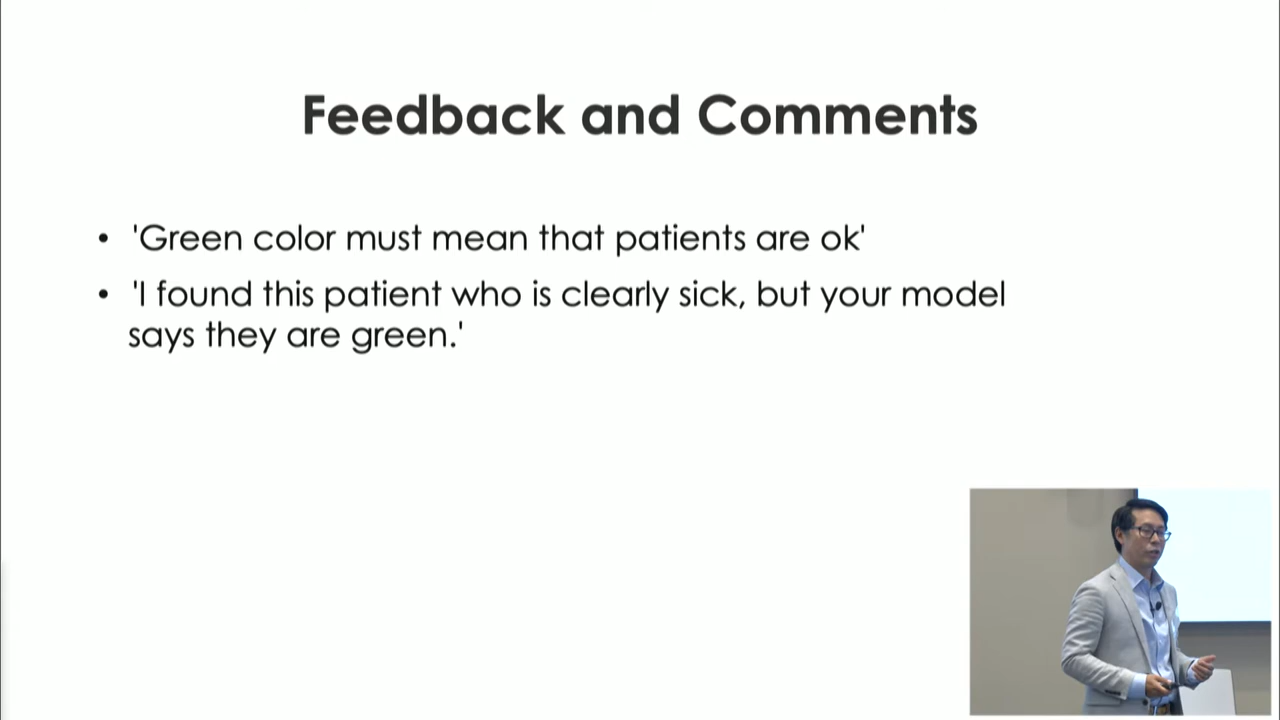 Feedback and Comments
• 'Green color must mean that patients are ok'
• 'I found this patient who is clearly sick, but your model
says they are green.'